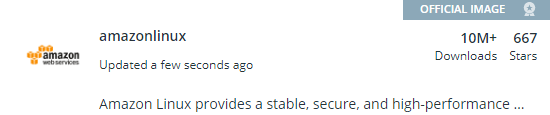 OFFICIAL IMAGE
amazonlinux
10M+ 667
Downloads Stars
amazon
web services
Updated a few seconds ago
Amazon Linux provides a stable, secure, and high-performance ...